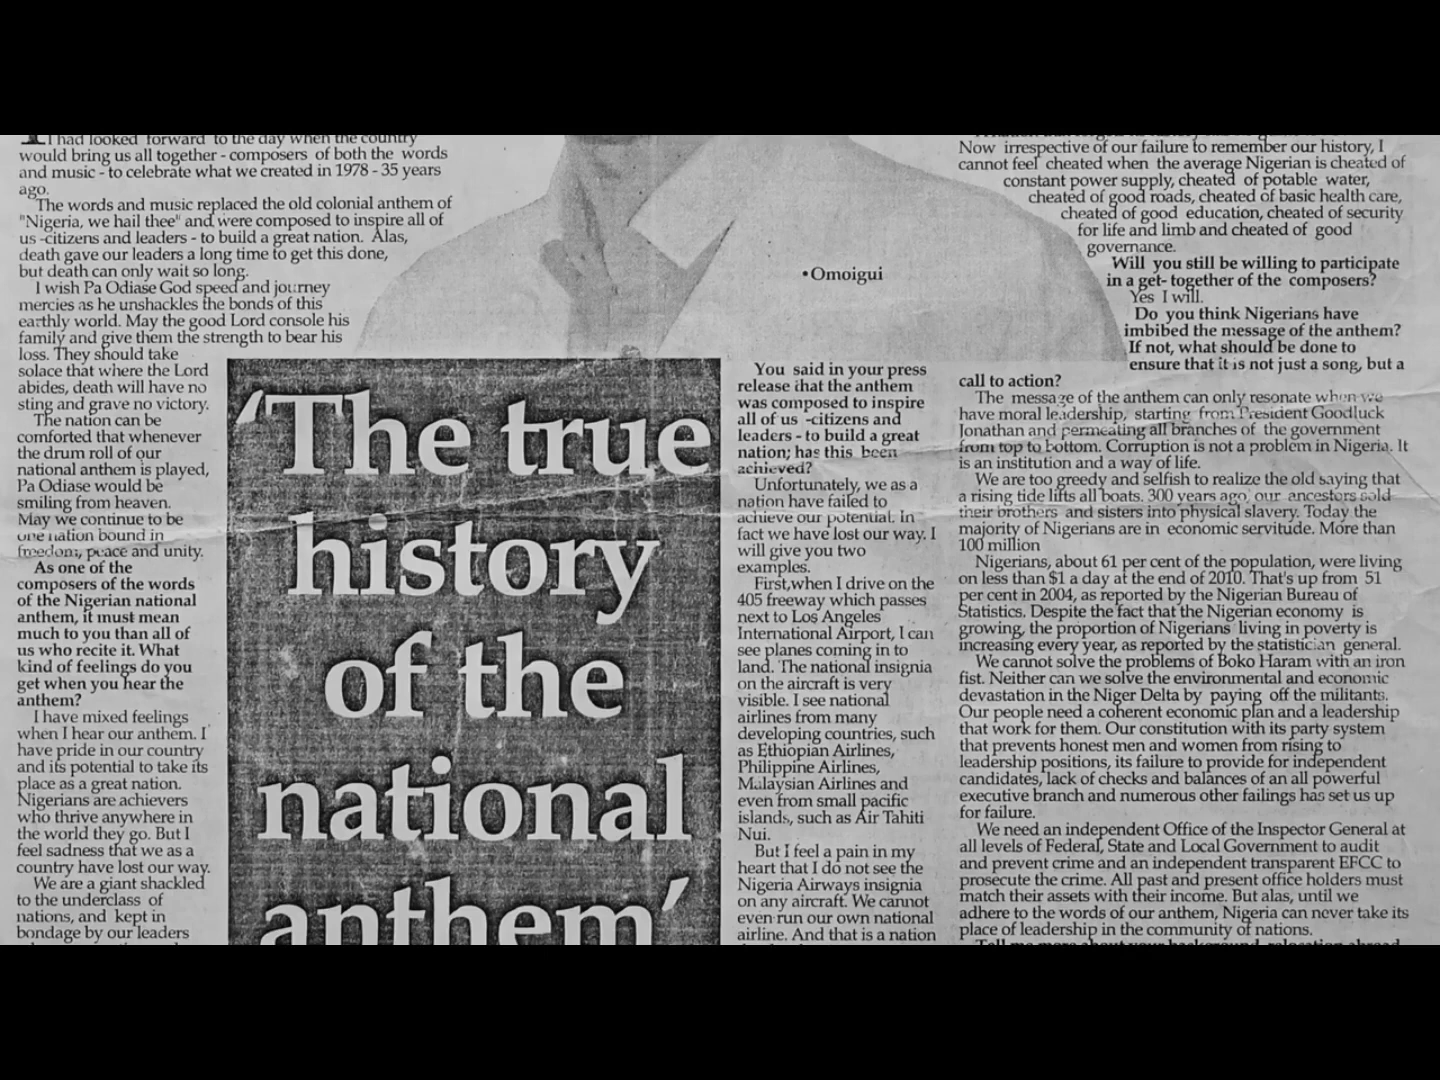 I had looked forward to the day when the country
would bring us all together - composers of both the words
and music - to celebrate what we created in 1978 - 35 years
ago.
The words and music replaced the old colonial anthem of
"Nigeria, we hail thee" and were composed to inspire all of
us -citizens and leaders - to build a great nation. Alas,
death gave our leaders a long time to get this done,
but death can only wait so long.
I wish Pa Odiase God speed and journey
mercies as he unshackles the bonds of this
earthly world. May the good Lord console his
family and give them the strength to bear his
loss. They should take
solace that where the Lord
abides, death will have no
sting and grave no victory.
The nation can be
comforted that whenever
the drum roll of our
national anthem is played,
Pa Odiase would be
smiling from heaven.
May we continue to be
one nation bound in
freedom, peace and unity.
As one of the
composers of the words
of the Nigerian national
anthem, it must mean
much to you than all of
us who recite it. What
kind of feelings do you
get when you hear the
anthem?
I have mixed feelings
when I hear our anthem. I
have pride in our country
and its potential to take its
place as a great nation.
Nigerians are achievers
who thrive anywhere in
the world they go. But I
feel sadness that we as a
country have lost our way.
We are a giant shackled
to the underclass of
nations, and kept in
bondage by our leaders
•Omoigui
'The true
history
of the
national
anthem'
You said in your press
release that the anthem
was composed to inspire
all of us -citizens and
leaders - to build a great
nation; has this been
achieved?
Unfortunately, we as a
nation have failed to
achieve our potential. In
fact we have lost our way. I
will give you two
examples.
First,when I drive on the
405 freeway which passes
next to Los Angeles
International Airport, I can
see planes coming in to
land. The national insignia
on the aircraft is very
visible. I see national
airlines from many
developing countries, such
as Ethiopian Airlines,
Philippine Airlines,
Malaysian Airlines and
even from small pacific
islands, such as Air Tahiti
Nui.
But I feel a pain in my
heart that I do not see the
Nigeria Airways insignia
on any aircraft. We cannot
even run our own national
airline. And that is a nation
Now irrespective of our failure to remember our history, I
cannot feel cheated when the average Nigerian is cheated of
constant power supply, cheated of potable water,
cheated of good roads, cheated of basic health care,
cheated of good education, cheated of security
for life and limb and cheated of good
governance.
Will you still be willing to participate
in a get- together of the composers?
Yes I will.
Do you think Nigerians have
imbibed the message of the anthem?
If not, what should be done to
ensure that it is not just a song, but a
call to action?
The message of the anthem can only resonate when we
have moral leadership, starting from President Goodluck
Jonathan and permeating all branches of the government
from top to bottom. Corruption is not a problem in Nigeria. It
is an institution and a way of life.
We are too greedy and selfish to realize the old saying that
a rising tide lifts all boats. 300 years ago, our ancestors sold
their brothers and sisters into physical slavery. Today the
majority of Nigerians are in economic servitude. More than
100 million
Nigerians, about 61 per cent of the population, were living
on less than $1 a day at the end of 2010. That's up from 51
per cent in 2004, as reported by the Nigerian Bureau of
Statistics. Despite the fact that the Nigerian economy is
growing, the proportion of Nigerians living in poverty is
increasing every year, as reported by the statistician general.
We cannot solve the problems of Boko Haram with an iron
fist. Neither can we solve the environmental and economic
devastation in the Niger Delta by paying off the militants.
Our people need a coherent economic plan and a leadership
that work for them. Our constitution with its party system
that prevents honest men and women from rising to
leadership positions, its failure to provide for independent
candidates, lack of checks and balances of an all powerful
executive branch and numerous other failings has set us up
for failure.
We need an independent Office of the Inspector General at
all levels of Federal, State and Local Government to audit
and prevent crime and an independent transparent EFCC to
prosecute the crime. All past and present office holders must
match their assets with their income. But alas, until we
adhere to the words of our anthem, Nigeria can never take its
place of leadership in the community of nations.